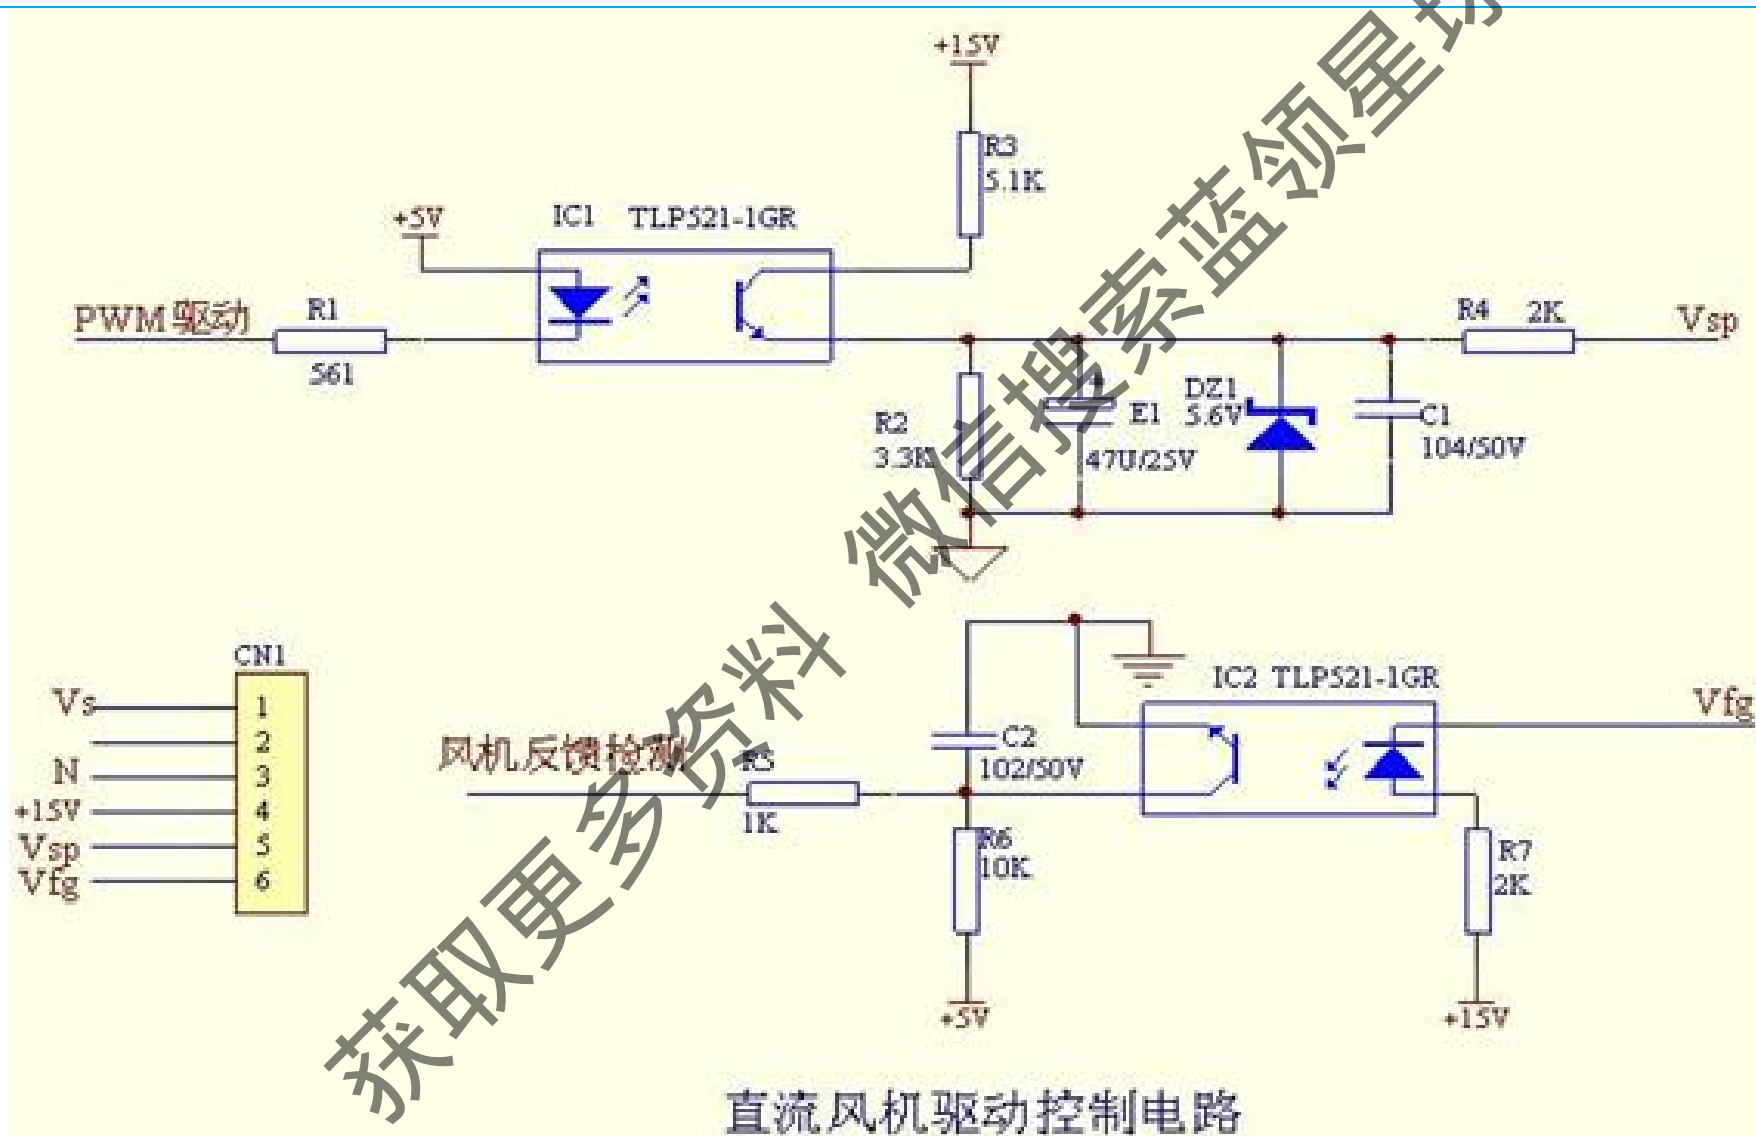 +15V
R3
5.1K
+5V
IC1 TLP521-1GR
PWM 驱动
R1
561
R4 2K
Vsp
R2
3.3K
E1
47U/25V
DZ1
5.6V
C1
104/50V
CN1
Vs
1
2
N
3
+15V
4
Vsp
5
Vfg
6
风机反馈检测
R5
1K
C2
102/50V
IC2 TLP521-1GR
Vfg
R6
10K
R7
2K
+5V
+15V
直流风机驱动控制电路
获取更多资料 微信搜索蓝领星球